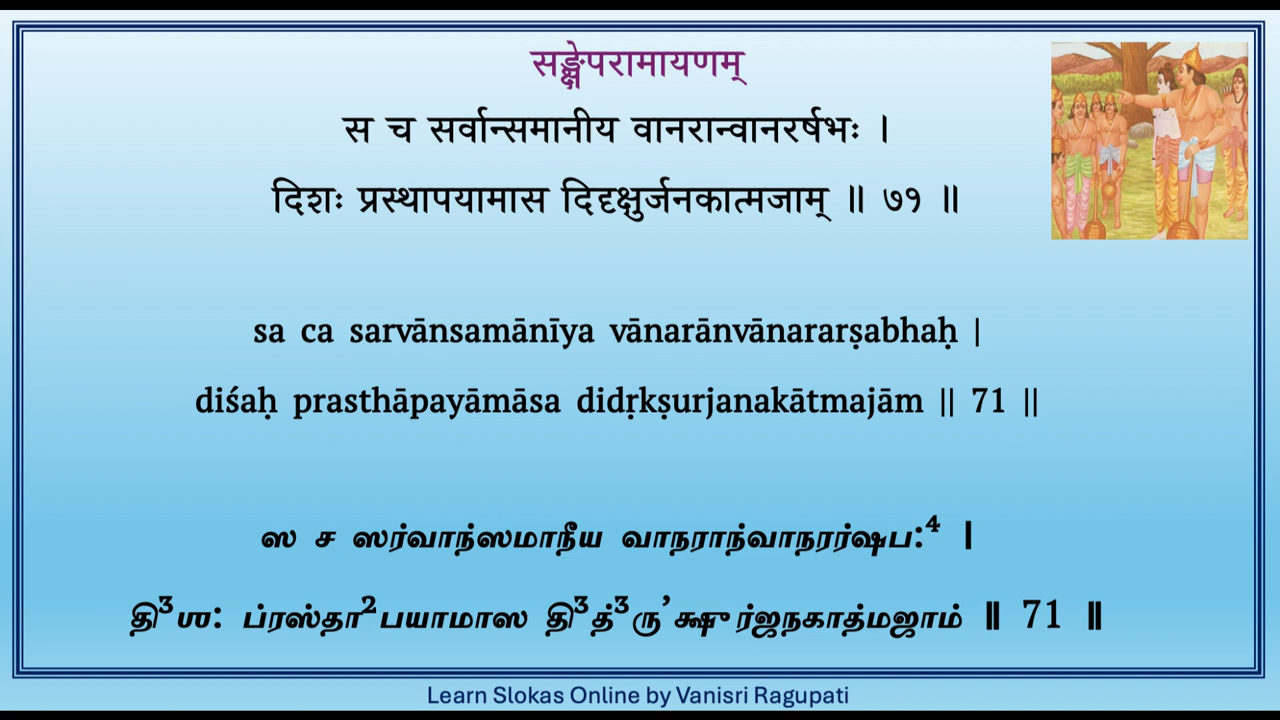 सङ्क्षेपरामायणम्
स च सर्वान्समानीय वानरान्वानरर्षभः ।
दिशः प्रस्थापयामास दिदृक्षुर्जनकात्मजाम् ॥ ७१ ॥
sa ca sarvānsamānīya vānarānvānararṣabhaḥ |
diśaḥ prasthāpayāmāsa didṛkṣurjanakātmajām || 71 ||
ஸ ச ஸர்வாந்ஸமாநீய வாநராந்வாநரர்ஷப:⁴ ।
தி³ஶ: ப்ரஸ்தா²பயாமாஸ தி³த்³ருʼக்ஷுர்ஜநகாத்மஜாம் ॥ 71 ॥
Learn Slokas Online by Vanisri Ragupati